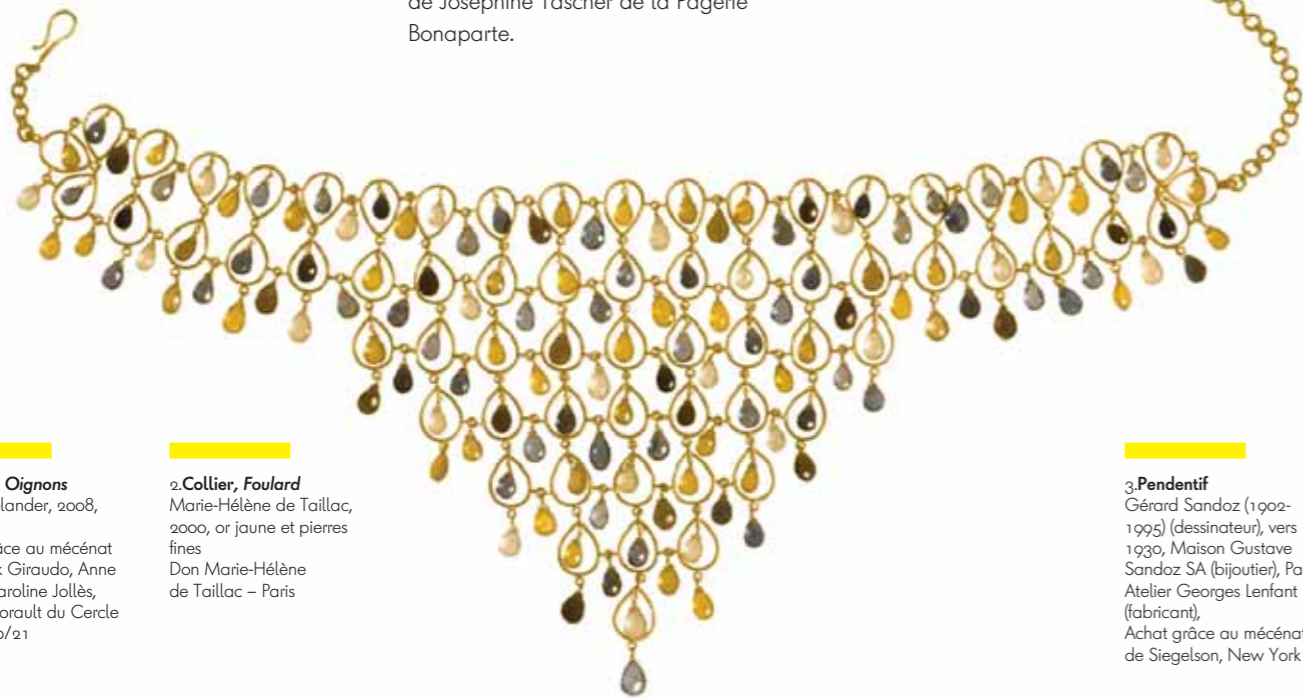 de Joséphine Tascher de la Pagerie
Bonaparte.
Oignons
lander, 2008,
âce au mécénat
x Giraudo, Anne
aroline Jollès,
orault du Cercle
0/21
2.Collier, Foulard
Marie-Hélène de Taillac,
2000, or jaune et pierres
fines
Don Marie-Hélène
de Taillac – Paris
3.Pendentif
Gérard Sandoz (1902-
1995) (dessinateur), vers
1930, Maison Gustave
Sandoz SA (bijoutier), Pa
Atelier Georges Lenfant
(fabricant),
Achat grâce au mécénat
de Siegelson, New York